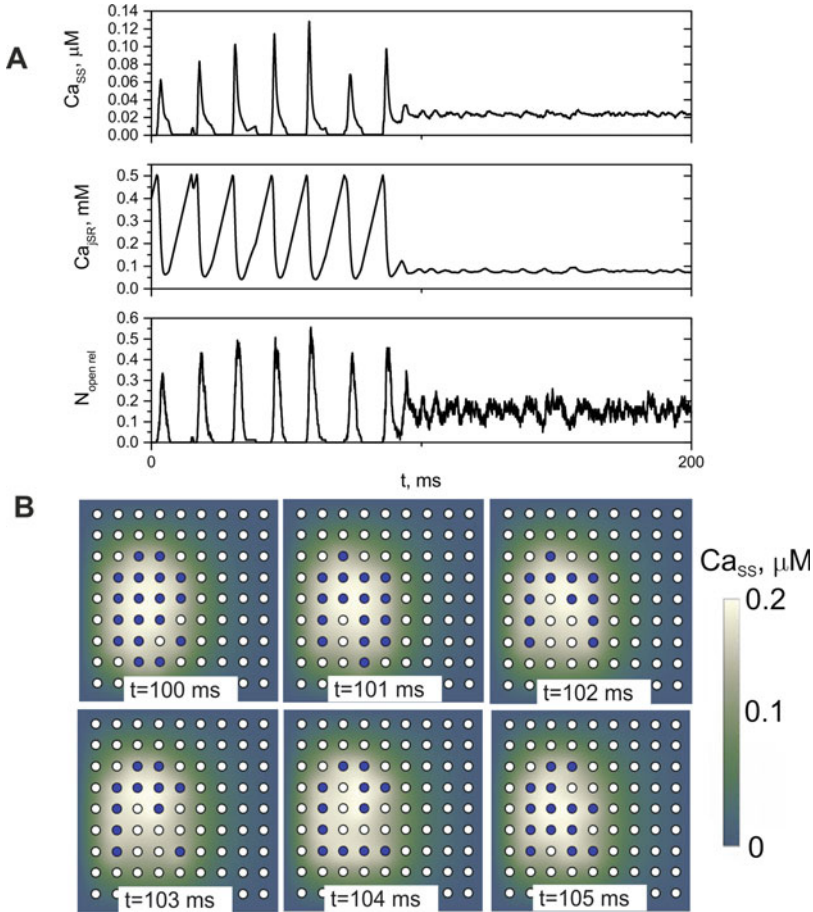 A
0.14
0.12
0.10
0.08
0.06
0.04
0.02
0.00
Ca_SS, μM
0.5
0.4
0.3
0.2
0.1
0.0
Ca_jSR, mM
0.6
0.5
0.4
0.3
0.2
0.1
0.0
N_open rel
0 200
t, ms
B
t=100 ms t=101 ms t=102 ms
t=103 ms t=104 ms t=105 ms
Ca_SS, μM
0.2
0.1
0